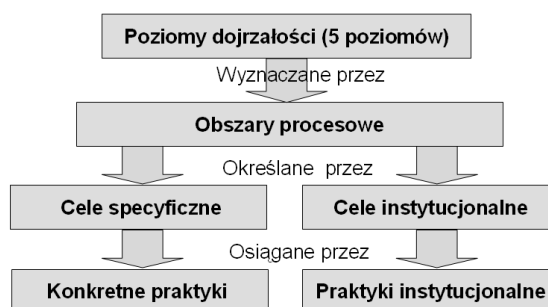 Poziomy dojrzałości (5 poziomów)
Wyznaczane przez
Obszary procesowe
Określane przez
Cele specyficzne
Cele instytucjonalne
Osiągane przez
Konkretne praktyki
Praktyki instytucjonalne